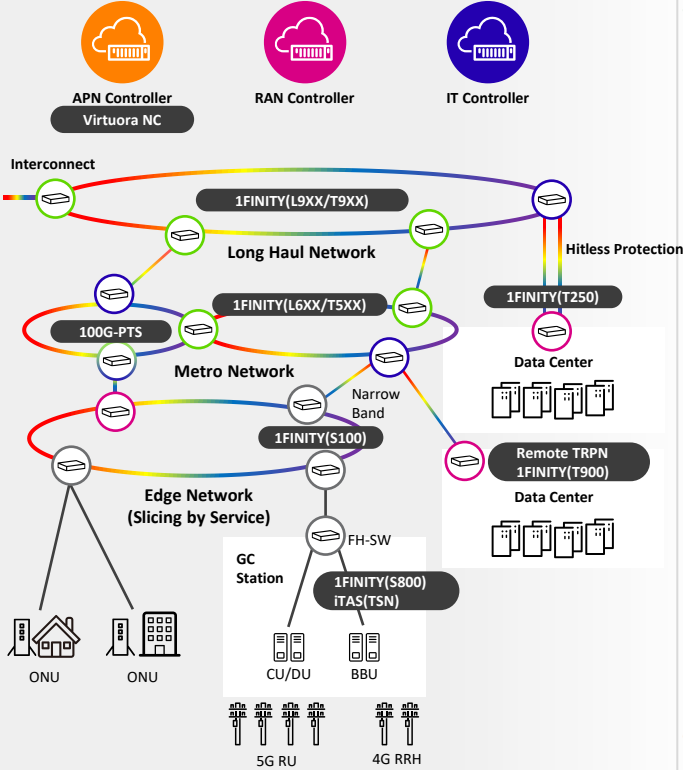 APN Controller
RAN Controller
IT Controller
Virtuora NC
Interconnect
1FINITY(L9XX/T9XX)
Long Haul Network
Hitless Protection
1FINITY(L6XX/T5XX)
1FINITY(T250)
100G-PTS
Metro Network
Data Center
Narrow
Band
1FINITY(S100)
Remote TRPN
1FINITY(T900)
Edge Network
(Slicing by Service)
Data Center
FH-SW
GC
Station
1FINITY(S800)
iTAS(TSN)
ONU
ONU
CU/DU
BBU
5G RU
4G RRH